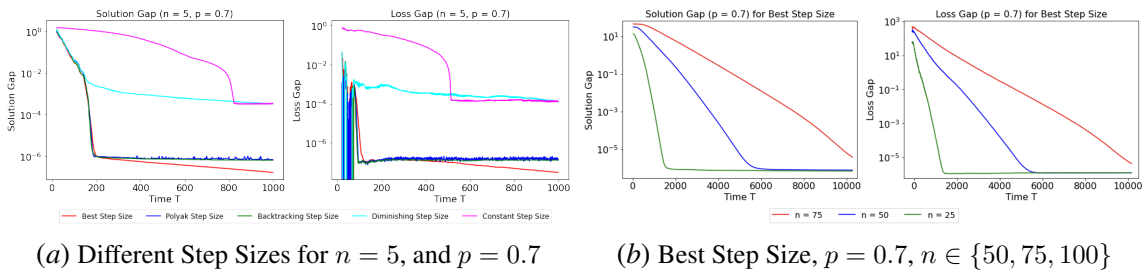 Solution Gap (n = 5, p = 0.7)
Solution Gap
10^0
10^-2
10^-4
10^-6
0 200 400 600 800 1000
Time T
Loss Gap (n = 5, p = 0.7)
Loss Gap
10^0
10^-2
10^-4
10^-6
0 200 400 600 800 1000
Time T
Best Step Size Polyak Step Size Backtracking Step Size Diminishing Step Size Constant Step Size
(a) Different Step Sizes for n = 5, and p = 0.7
Solution Gap (p = 0.7) for Best Step Size
Solution Gap
10^1
10^-1
10^-3
10^-5
0 2000 4000 6000 8000 10000
Time T
Loss Gap (p = 0.7) for Best Step Size
Loss Gap
10^3
10^1
10^-1
10^-3
10^-5
0 2000 4000 6000 8000 10000
Time T
n = 75 n = 50 n = 25
(b) Best Step Size, p = 0.7, n ∈ {50, 75, 100}